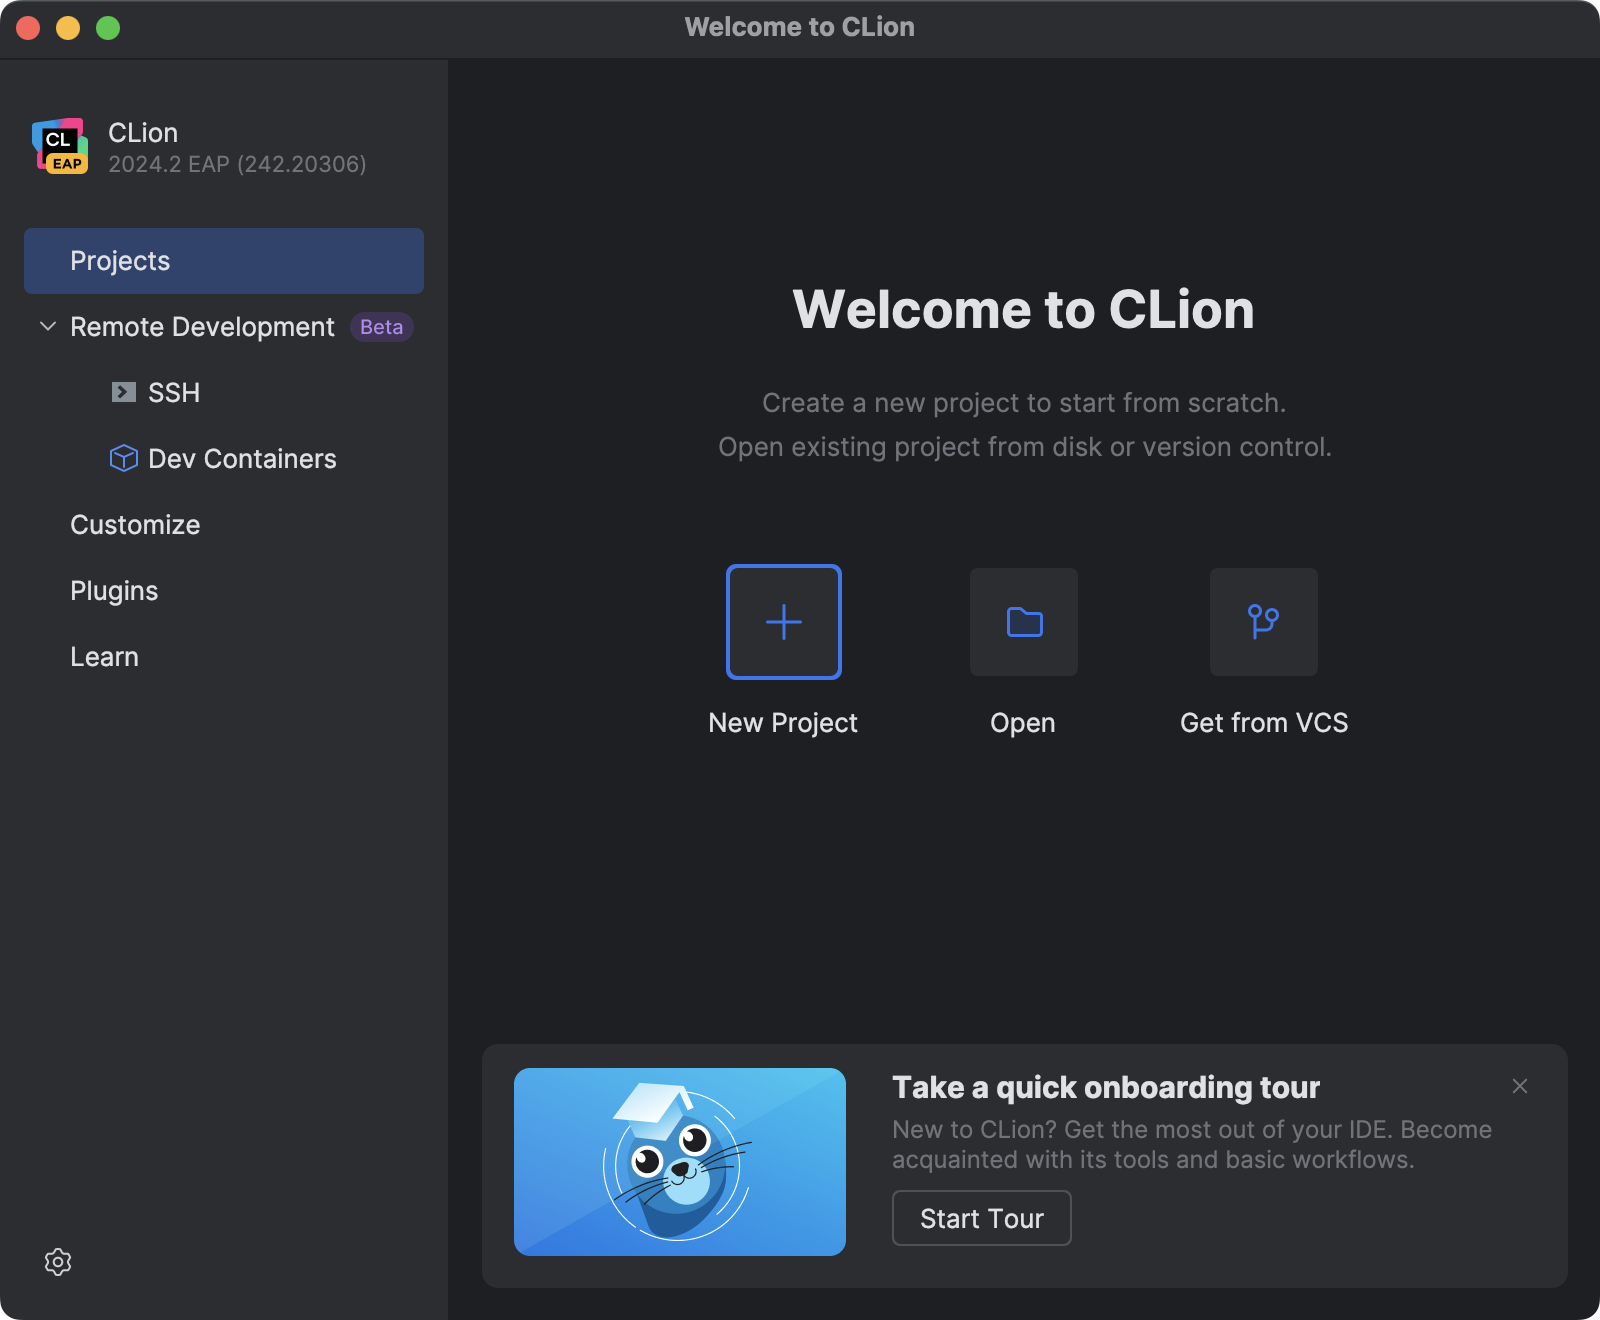 Welcome to CLion
CL
EAP
CLion
2024.2 EAP (242.20306)
Projects
Remote Development Beta
SSH
Dev Containers
Customize
Plugins
Learn
Welcome to CLion
Create a new project to start from scratch.
Open existing project from disk or version control.
New Project
Open
Get from VCS
Take a quick onboarding tour
New to CLion? Get the most out of your IDE. Become
acquainted with its tools and basic workflows.
Start Tour